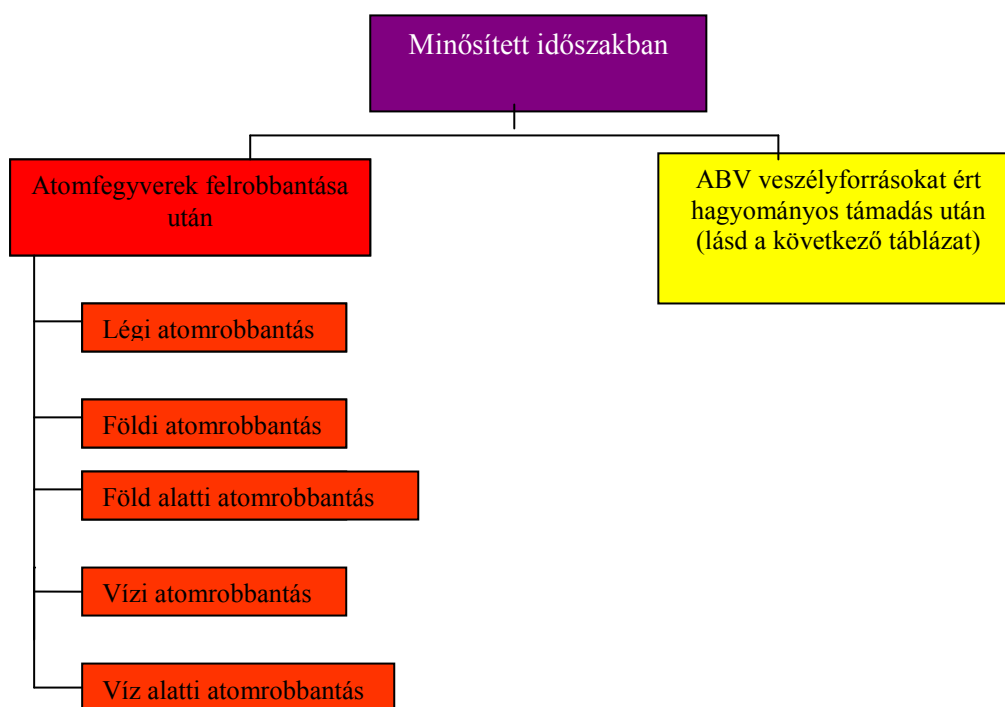 Minősített időszakban
Atomfegyverek felrobbantása
után
ABV veszélyforrásokat ért
hagyományos támadás után
(lásd a következő táblázat)
Légi atomrobbantás
Földi atomrobbantás
Föld alatti atomrobbantás
Vízi atomrobbantás
Víz alatti atomrobbantás